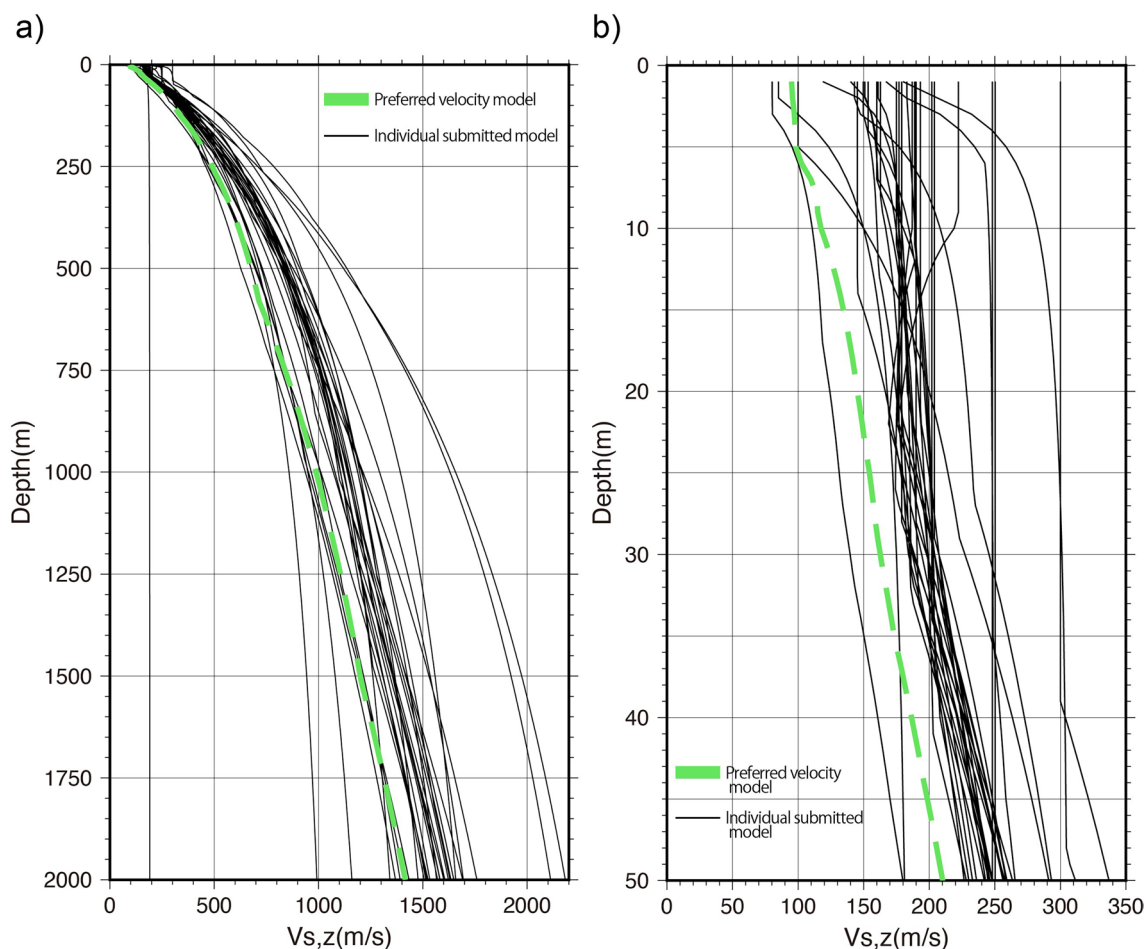 a)
0
250
500
750
1000
1250
1500
1750
2000
Depth(m)
0
500
1000
1500
2000
Vs,z(m/s)
Preferred velocity model
Individual submitted model
b)
0
10
20
30
40
50
Depth(m)
0
50
100
150
200
250
300
350
Vs,z(m/s)
Preferred velocity
model
Individual submitted
model